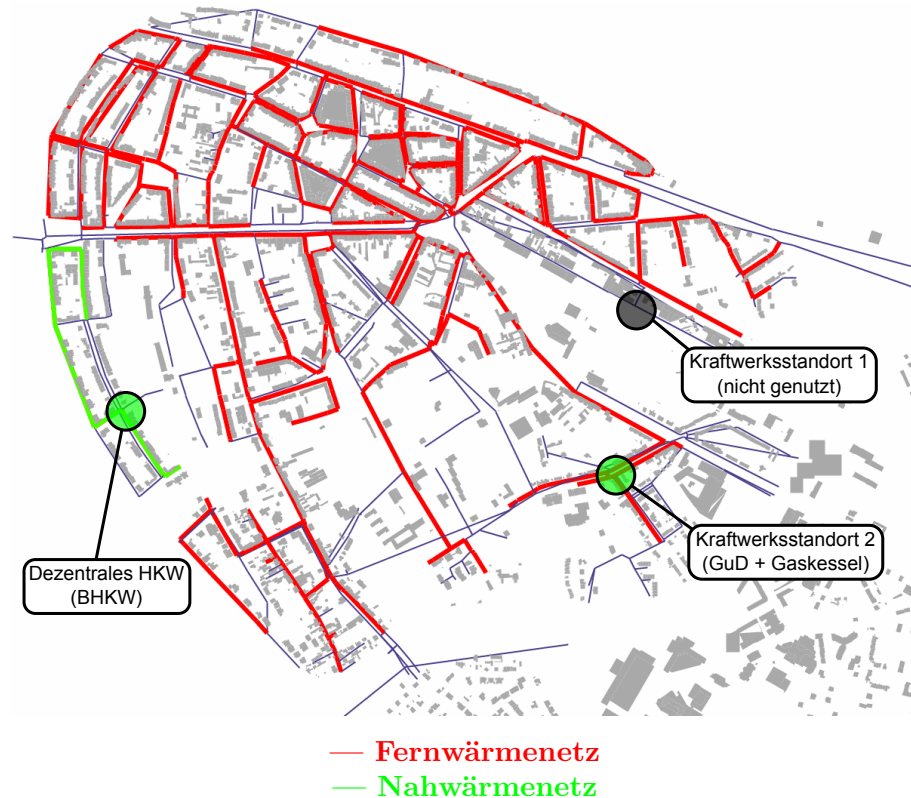 Kraftwerksstandort 1
(nicht genutzt)
Kraftwerksstandort 2
(GuD + Gaskessel)
Dezentrales HKW
(BHKW)
Fernwärmenetz
Nahwärmenetz